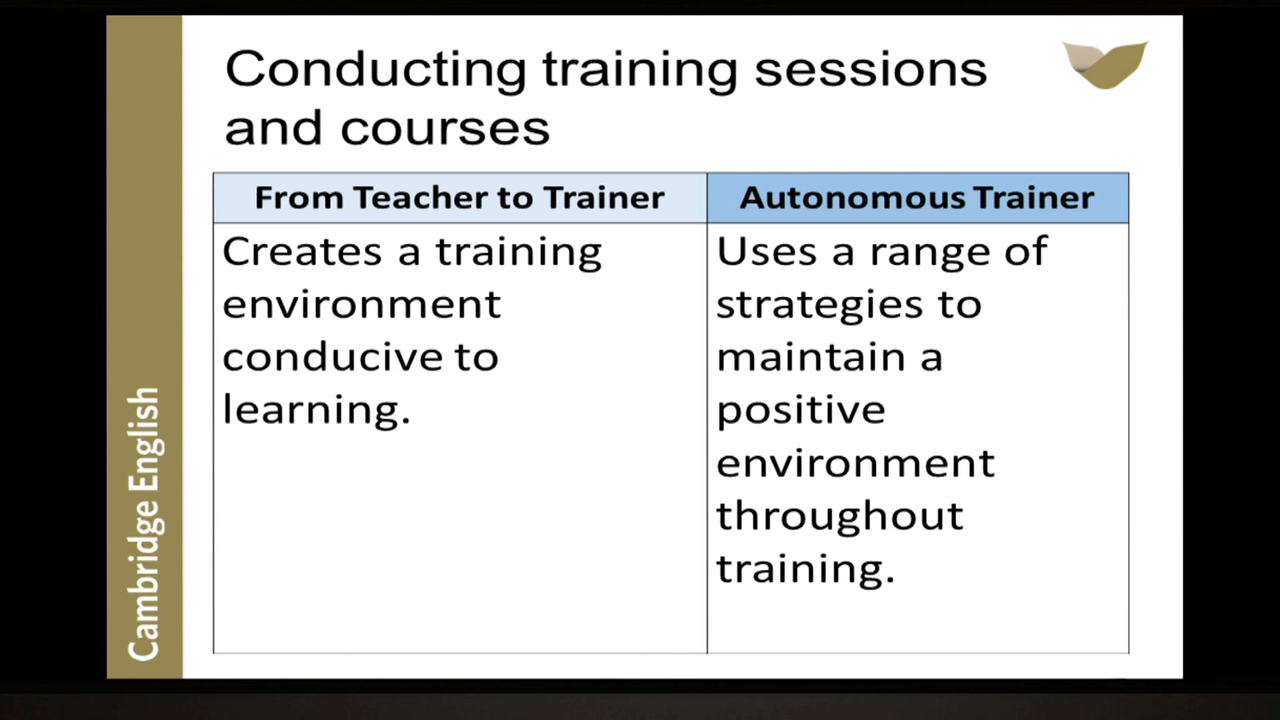 Conducting training sessions
and courses
From Teacher to Trainer
Autonomous Trainer
Creates a training
environment
conducive to
learning.
Uses a range of
strategies to
maintain a
positive
environment
throughout
training.
Cambridge English